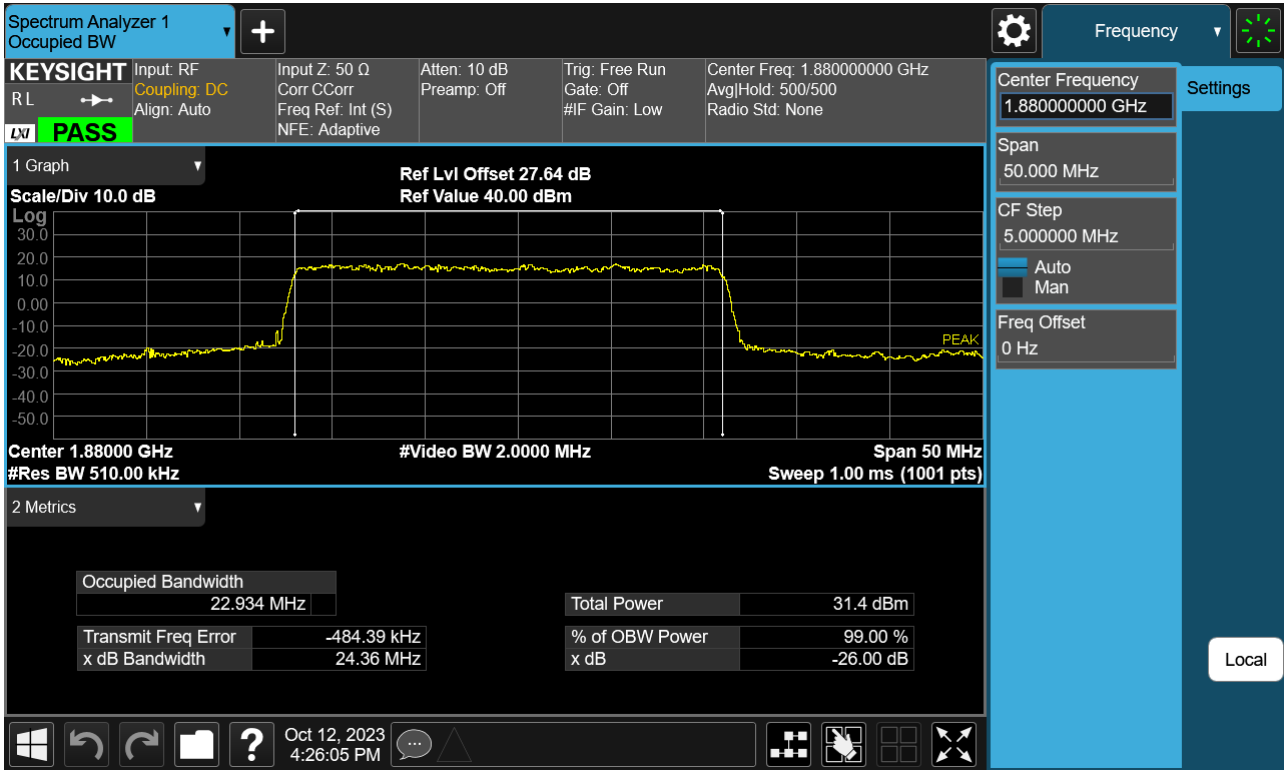 Spectrum Analyzer 1
Occupied BW
+
Frequency
KEYSIGHT
R L
LXI
PASS
Input: RF
Coupling: DC
Align: Auto
Input Z: 50 Ω
Corr CCorr
Freq Ref: Int (S)
NFE: Adaptive
Atten: 10 dB
Preamp: Off
Trig: Free Run
Gate: Off
#IF Gain: Low
Center Freq: 1.880000000 GHz
Avg|Hold: 500/500
Radio Std: None
Center Frequency
1.880000000 GHz
Settings
Span
50.000 MHz
CF Step
5.000000 MHz
Auto
Man
Freq Offset
0 Hz
1 Graph
Scale/Div 10.0 dB
Ref Lvl Offset 27.64 dB
Ref Value 40.00 dBm
Log
30.0
20.0
10.0
0.00
-10.0
-20.0
-30.0
-40.0
-50.0
PEAK
Center 1.88000 GHz
#Video BW 2.0000 MHz
Span 50 MHz
#Res BW 510.00 kHz
Sweep 1.00 ms (1001 pts)
2 Metrics
Occupied Bandwidth
22.934 MHz
Total Power 31.4 dBm
Transmit Freq Error -484.39 kHz
% of OBW Power 99.00 %
x dB Bandwidth 24.36 MHz
x dB -26.00 dB
Local
?
Oct 12, 2023
4:26:05 PM